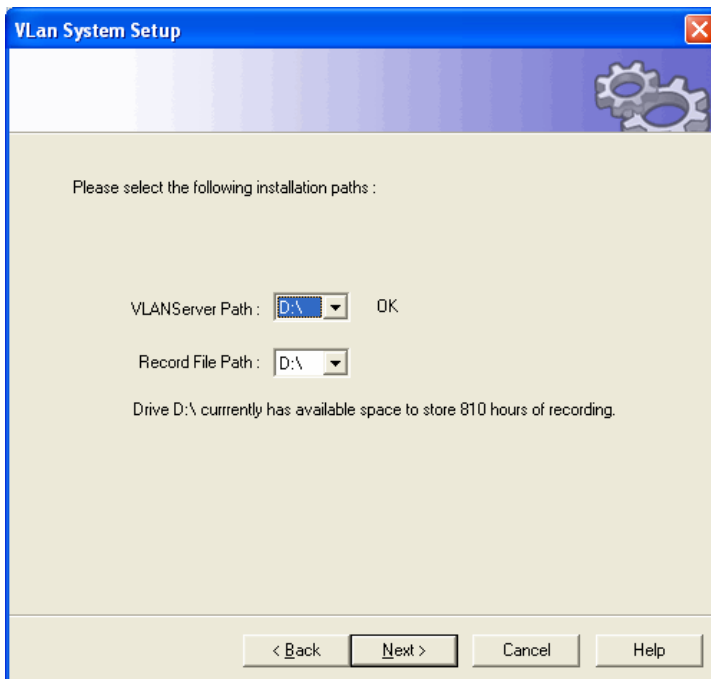 VLan System Setup
Please select the following installation paths :
VLANServer Path : D:\ OK
Record File Path : D:\
Drive D:\ currrently has available space to store 810 hours of recording.
< Back Next > Cancel Help